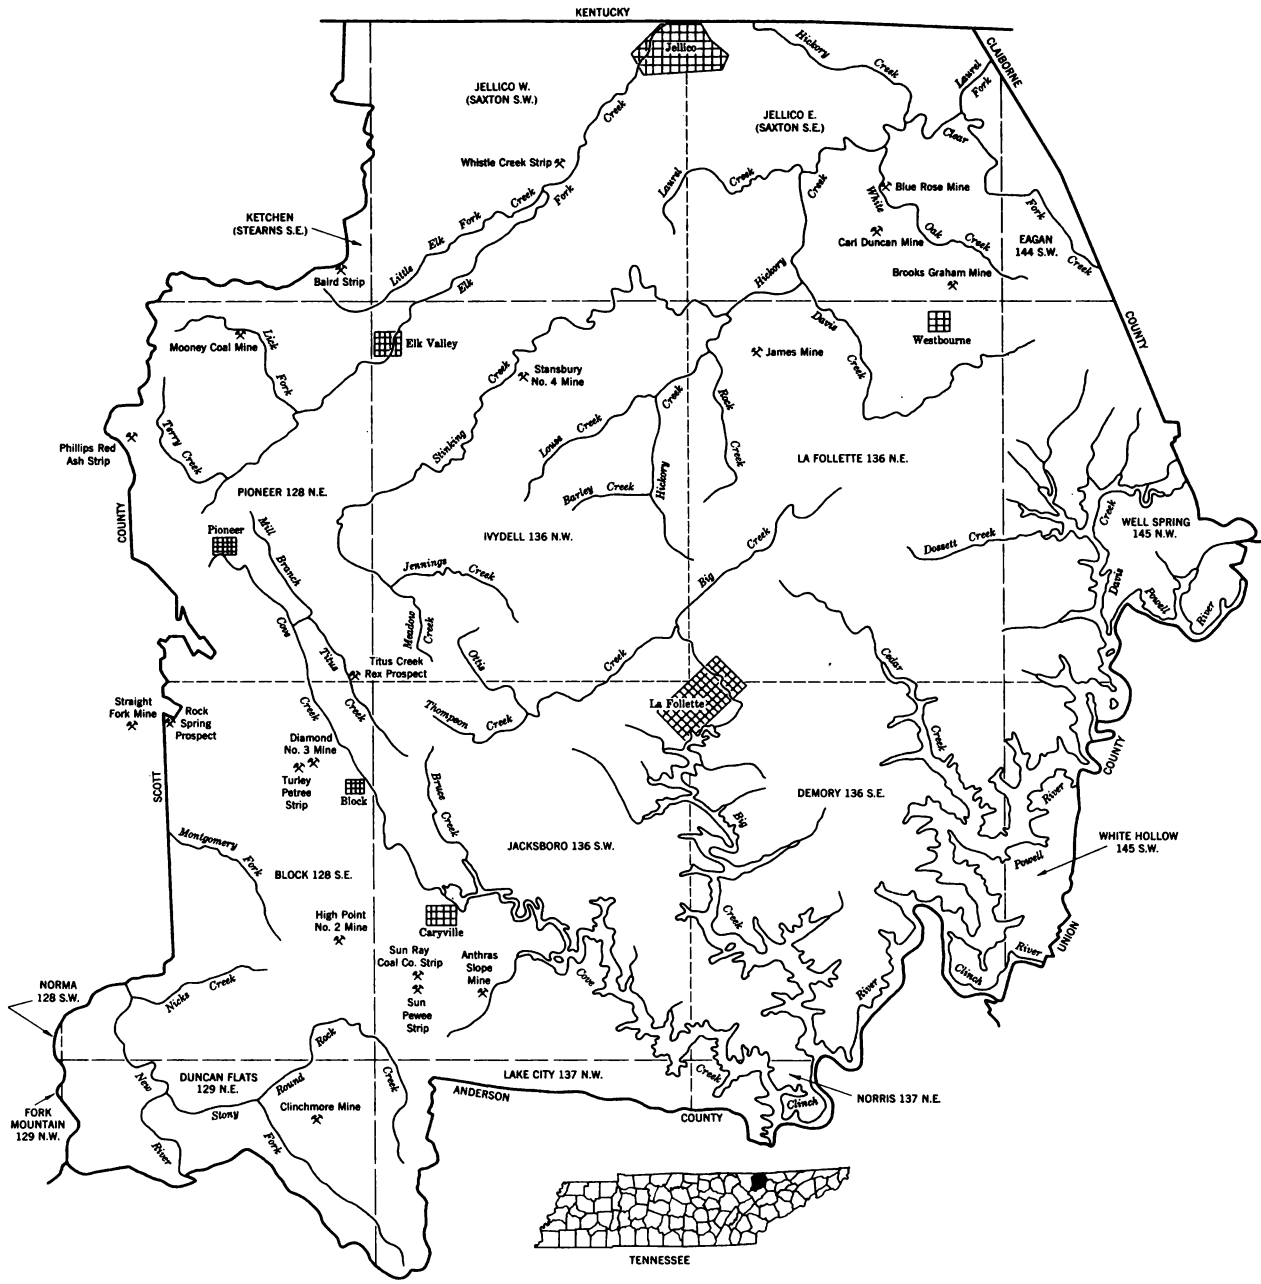 KENTUCKY
Jellico
Hickory
Creek
CLAIBORNE
Laurel
Fork
JELLICO W.
(SAXTON S.W.)
Creek
JELLICO E.
(SAXTON S.E.)
Clear
Whistle Creek Strip
Laurel
Creek
Creek
Blue Rose Mine
White
Fork
Creek
Fork
KETCHEN
(STEARNS S.E.)
Elk
Fork
Carl Duncan Mine
Oak
Creek
EAGAN
144 S.W.
Creek
Little
Baird Strip
Elk
Hickory
Brooks Graham Mine
COUNTY
Davis
Creek
Westbourne
Lick
Fork
Mooney Coal Mine
Elk Valley
James Mine
Stansbury
No. 4 Mine
Creek
Stinking
Creek
Rock
Creek
Louse
Creek
Terry
Creek
Phillips Red
Ash Strip
LA FOLLETTE 136 N.E.
Barley
Creek
Hickory
PIONEER 128 N.E.
COUNTY
Pioneer
Mill
Branch
IVYDELL 136 N.W.
Creek
Big
Dossett
Creek
Creek
Davis
WELL SPRING
145 N.W.
Powell
River
Jennings
Creek
Meadow
Creek
Cove
Titus
Ottis
Creek
Cedar
Titus Creek
Rex Prospect
Straight
Fork Mine
Rock
Spring
Prospect
Creek
Creek
Thompson
Creek
La Follette
Creek
COUNTY
Diamond
No. 3 Mine
Turley
Petree
Strip
Block
SCOTT
Bruce
Creek
DEMORY 136 S.E.
River
Big
Powell
WHITE HOLLOW
145 S.W.
Montgomery
Fork
JACKSBORO 136 S.W.
BLOCK 128 S.E.
High Point
No. 2 Mine
Caryville
Creek
UNION
Sun Ray
Coal Co. Strip
Anthras
Slope
Mine
Sun
Pewee
Strip
Cove
River
Clinch
River
NORMA
128 S.W.
Nicks
Creek
Rock
Round
New
River
DUNCAN FLATS
129 N.E.
Stony
Fork
Clinchmore Mine
Creek
LAKE CITY 137 N.W.
Creek
Clinch
NORRIS 137 N.E.
FORK
MOUNTAIN
129 N.W.
ANDERSON
COUNTY
TENNESSEE